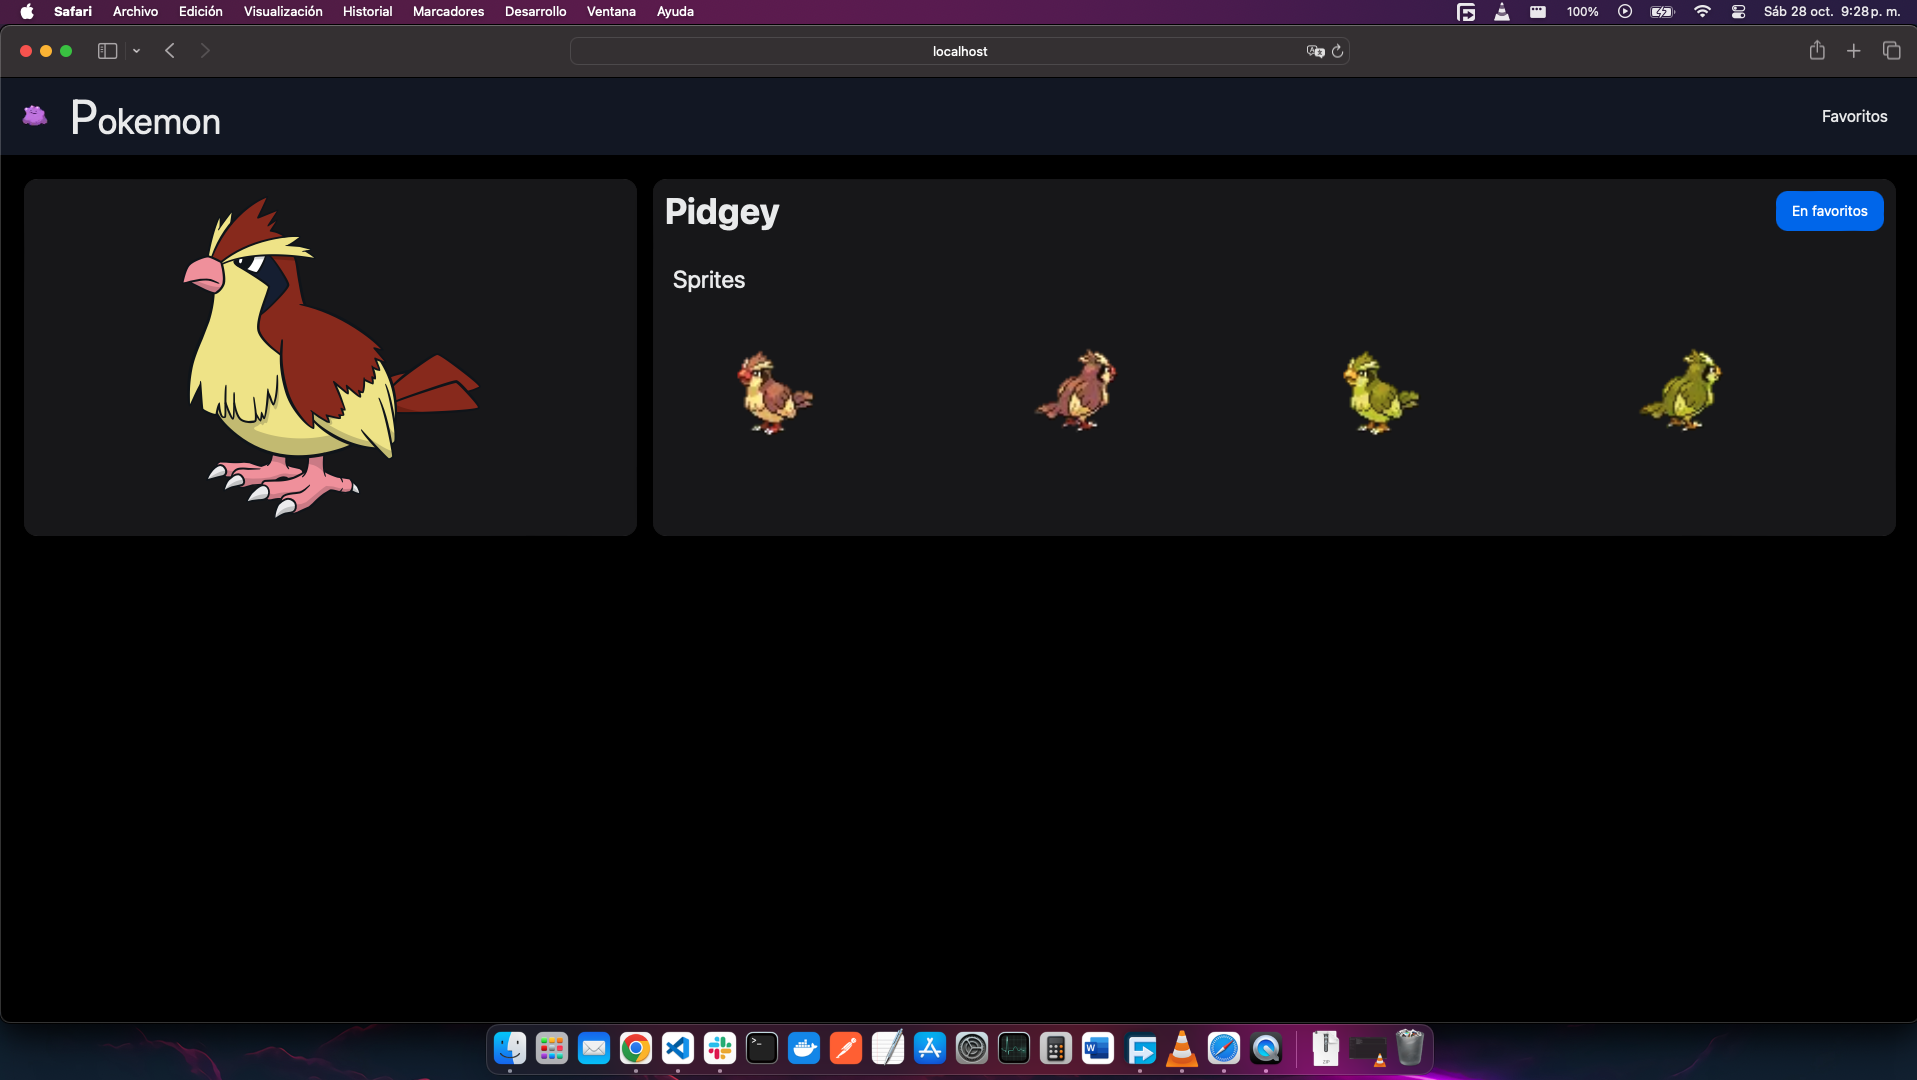 Safari Archivo Edición Visualización Historial Marcadores Desarrollo Ventana Ayuda 100% Sáb 28 oct. 9:28 p. m.
localhost
Pokemon
Favoritos
Pidgey
En favoritos
Sprites